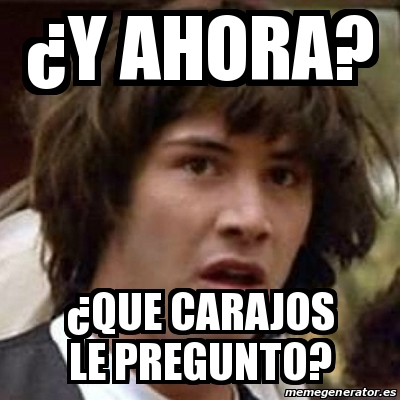 ¿Y AHORA?
¿QUE CARAJOS
LE PREGUNTO?
memegenerator.es